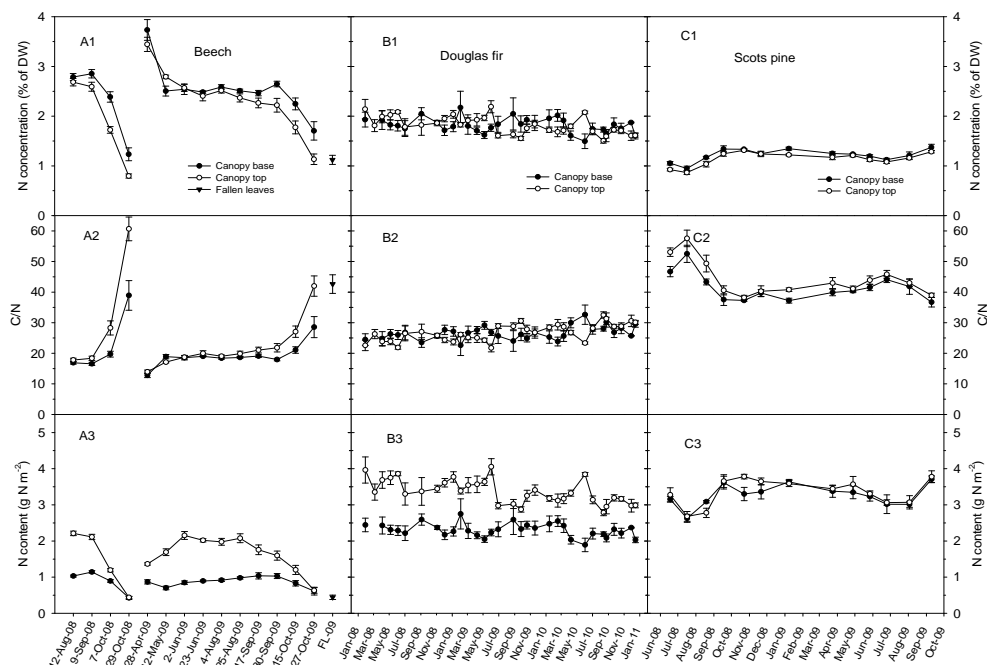 N concentration (% of DW)
4
3
2
1
0
A1
Beech
Canopy base
Canopy top
Fallen leaves
B1
Douglas fir
Canopy base
Canopy top
C1
Scots pine
Canopy base
Canopy top
4
3
2
1
0
N concentration (% of DW)
C/N
60
50
40
30
20
10
0
A2
B2
C2
60
50
40
30
20
10
0
C/N
N content (g N m-2)
5
4
3
2
1
0
A3
B3
C3
5
4
3
2
1
0
N content (g N m-2)
12-Aug-08
9-Sep-08
7-Oct-08
29-Oct-08
28-Apr-09
12-May-09
2-Jun-09
23-Jun-09
4-Aug-09
25-Aug-09
17-Sep-09
30-Sep-09
15-Oct-09
27-Oct-09
FL-09
Jan-08
Mar-08
May-08
Jul-08
Sep-08
Nov-08
Jan-09
Mar-09
May-09
Jul-09
Sep-09
Nov-09
Jan-10
Mar-10
May-10
Jul-10
Sep-10
Nov-10
Jan-11
Jun-08
Jul-08
Aug-08
Sep-08
Oct-08
Nov-08
Dec-08
Jan-09
Feb-09
Mar-09
Apr-09
May-09
Jun-09
Jul-09
Aug-09
Sep-09
Oct-09